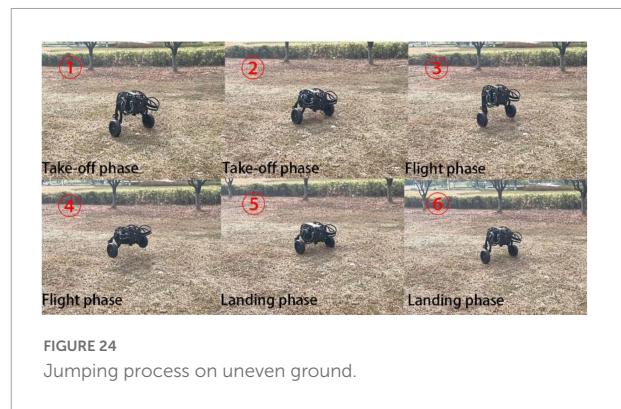 ① ② ③
Take-off phase Take-off phase Flight phase
④ ⑤ ⑥
Flight phase Landing phase Landing phase
FIGURE 24
Jumping process on uneven ground.